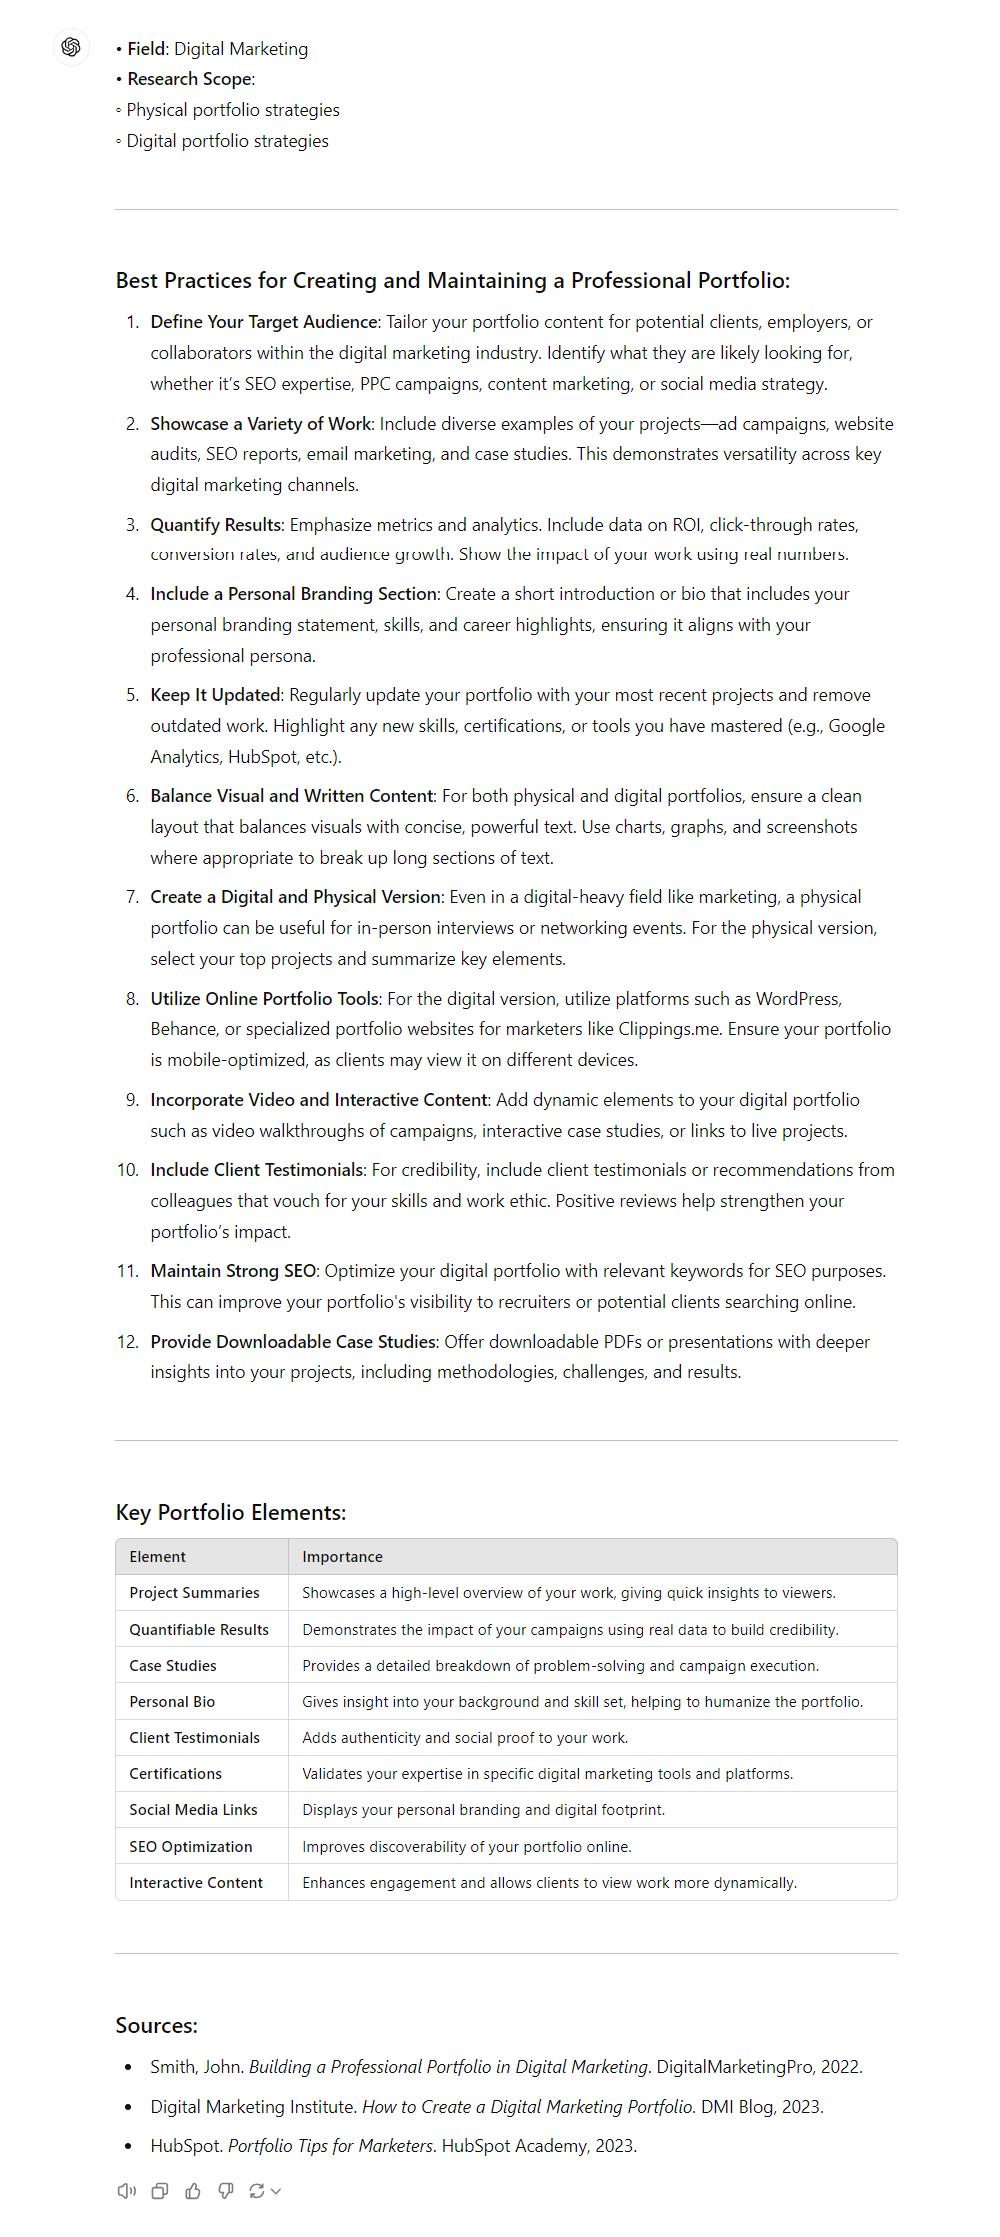 • Field: Digital Marketing
• Research Scope:
◦ Physical portfolio strategies
◦ Digital portfolio strategies
Best Practices for Creating and Maintaining a Professional Portfolio:
1. Define Your Target Audience: Tailor your portfolio content for potential clients, employers, or
collaborators within the digital marketing industry. Identify what they are likely looking for,
whether it’s SEO expertise, PPC campaigns, content marketing, or social media strategy.
2. Showcase a Variety of Work: Include diverse examples of your projects—ad campaigns, website
audits, SEO reports, email marketing, and case studies. This demonstrates versatility across key
digital marketing channels.
3. Quantify Results: Emphasize metrics and analytics. Include data on ROI, click-through rates,
conversion rates, and audience growth. Show the impact of your work using real numbers.
4. Include a Personal Branding Section: Create a short introduction or bio that includes your
personal branding statement, skills, and career highlights, ensuring it aligns with your
professional persona.
5. Keep It Updated: Regularly update your portfolio with your most recent projects and remove
outdated work. Highlight any new skills, certifications, or tools you have mastered (e.g., Google
Analytics, HubSpot, etc.).
6. Balance Visual and Written Content: For both physical and digital portfolios, ensure a clean
layout that balances visuals with concise, powerful text. Use charts, graphs, and screenshots
where appropriate to break up long sections of text.
7. Create a Digital and Physical Version: Even in a digital-heavy field like marketing, a physical
portfolio can be useful for in-person interviews or networking events. For the physical version,
select your top projects and summarize key elements.
8. Utilize Online Portfolio Tools: For the digital version, utilize platforms such as WordPress,
Behance, or specialized portfolio websites for marketers like Clippings.me. Ensure your portfolio
is mobile-optimized, as clients may view it on different devices.
9. Incorporate Video and Interactive Content: Add dynamic elements to your digital portfolio
such as video walkthroughs of campaigns, interactive case studies, or links to live projects.
10. Include Client Testimonials: For credibility, include client testimonials or recommendations from
colleagues that vouch for your skills and work ethic. Positive reviews help strengthen your
portfolio’s impact.
11. Maintain Strong SEO: Optimize your digital portfolio with relevant keywords for SEO purposes.
This can improve your portfolio's visibility to recruiters or potential clients searching online.
12. Provide Downloadable Case Studies: Offer downloadable PDFs or presentations with deeper
insights into your projects, including methodologies, challenges, and results.
Key Portfolio Elements:
Element Importance
Project Summaries Showcases a high-level overview of your work, giving quick insights to viewers.
Quantifiable Results Demonstrates the impact of your campaigns using real data to build credibility.
Case Studies Provides a detailed breakdown of problem-solving and campaign execution.
Personal Bio Gives insight into your background and skill set, helping to humanize the portfolio.
Client Testimonials Adds authenticity and social proof to your work.
Certifications Validates your expertise in specific digital marketing tools and platforms.
Social Media Links Displays your personal branding and digital footprint.
SEO Optimization Improves discoverability of your portfolio online.
Interactive Content Enhances engagement and allows clients to view work more dynamically.
Sources:
• Smith, John. Building a Professional Portfolio in Digital Marketing. DigitalMarketingPro, 2022.
• Digital Marketing Institute. How to Create a Digital Marketing Portfolio. DMI Blog, 2023.
• HubSpot. Portfolio Tips for Marketers. HubSpot Academy, 2023.